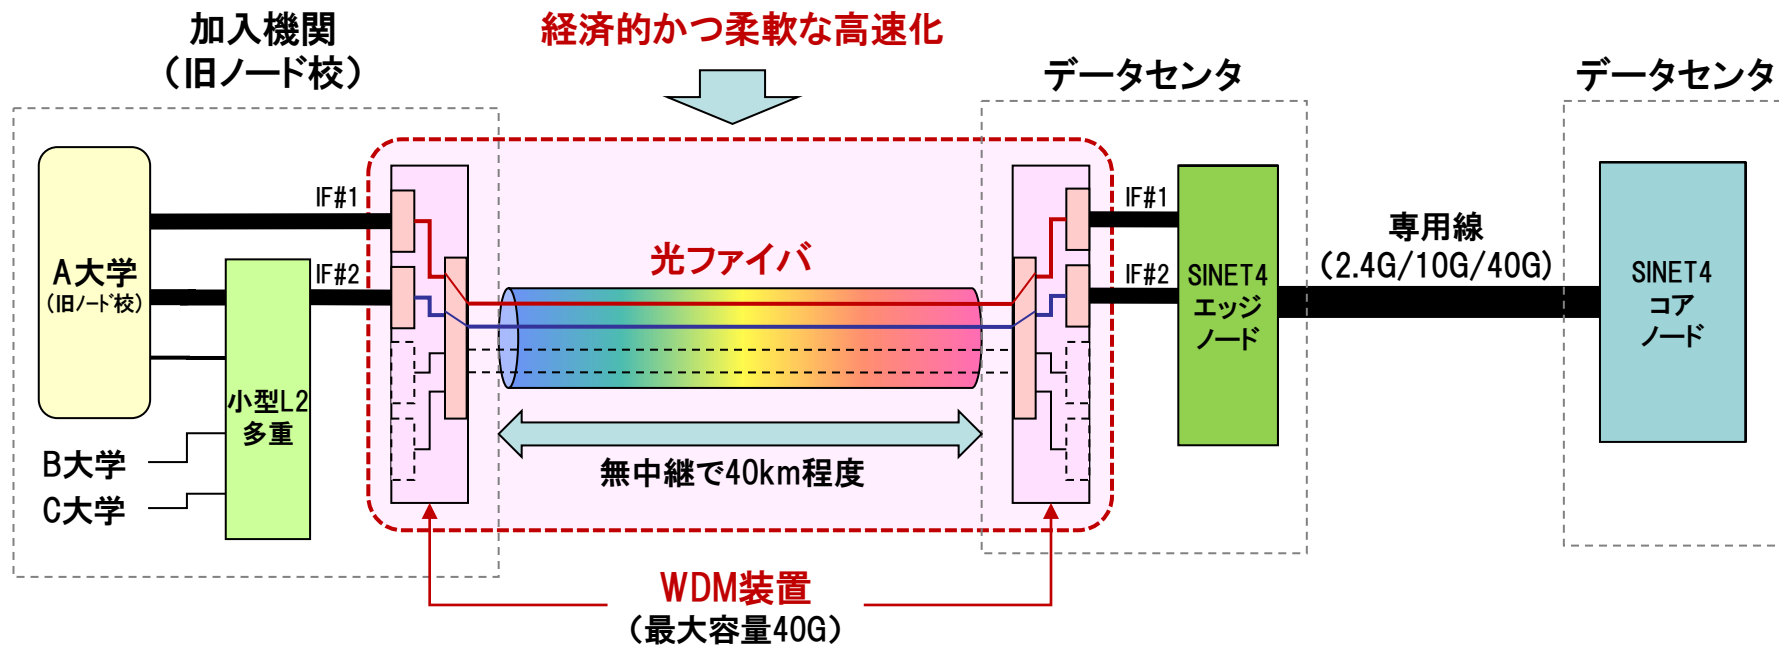 加入機関
（旧ノード校）
経済的かつ柔軟な高速化
データセンタ
データセンタ
A大学
（旧ノード校）
IF#1
IF#2
小型L2
多重
B大学
C大学
光ファイバ
無中継で40km程度
WDM装置
（最大容量40G）
IF#1
IF#2
SINET4
エッジ
ノード
専用線
（2.4G/10G/40G）
SINET4
コア
ノード